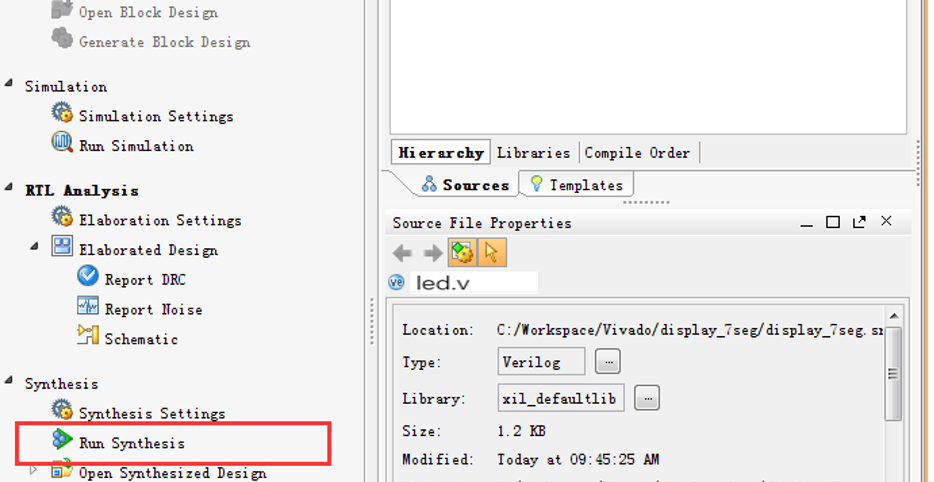 Open Block Design
Generate Block Design
Simulation
Simulation Settings
Run Simulation
RTL Analysis
Elaboration Settings
Elaborated Design
Report DRC
Report Noise
Schematic
Synthesis
Synthesis Settings
Run Synthesis
Open Synthesized Design
Hierarchy Libraries Compile Order
Sources Templates
Source File Properties
led.v
Location: C:/Workspace/Vivado/display_7seg/display_7seg.sr
Type: Verilog ...
Library: xil_defaultlib ...
Size: 1.2 KB
Modified: Today at 09:45:25 AM